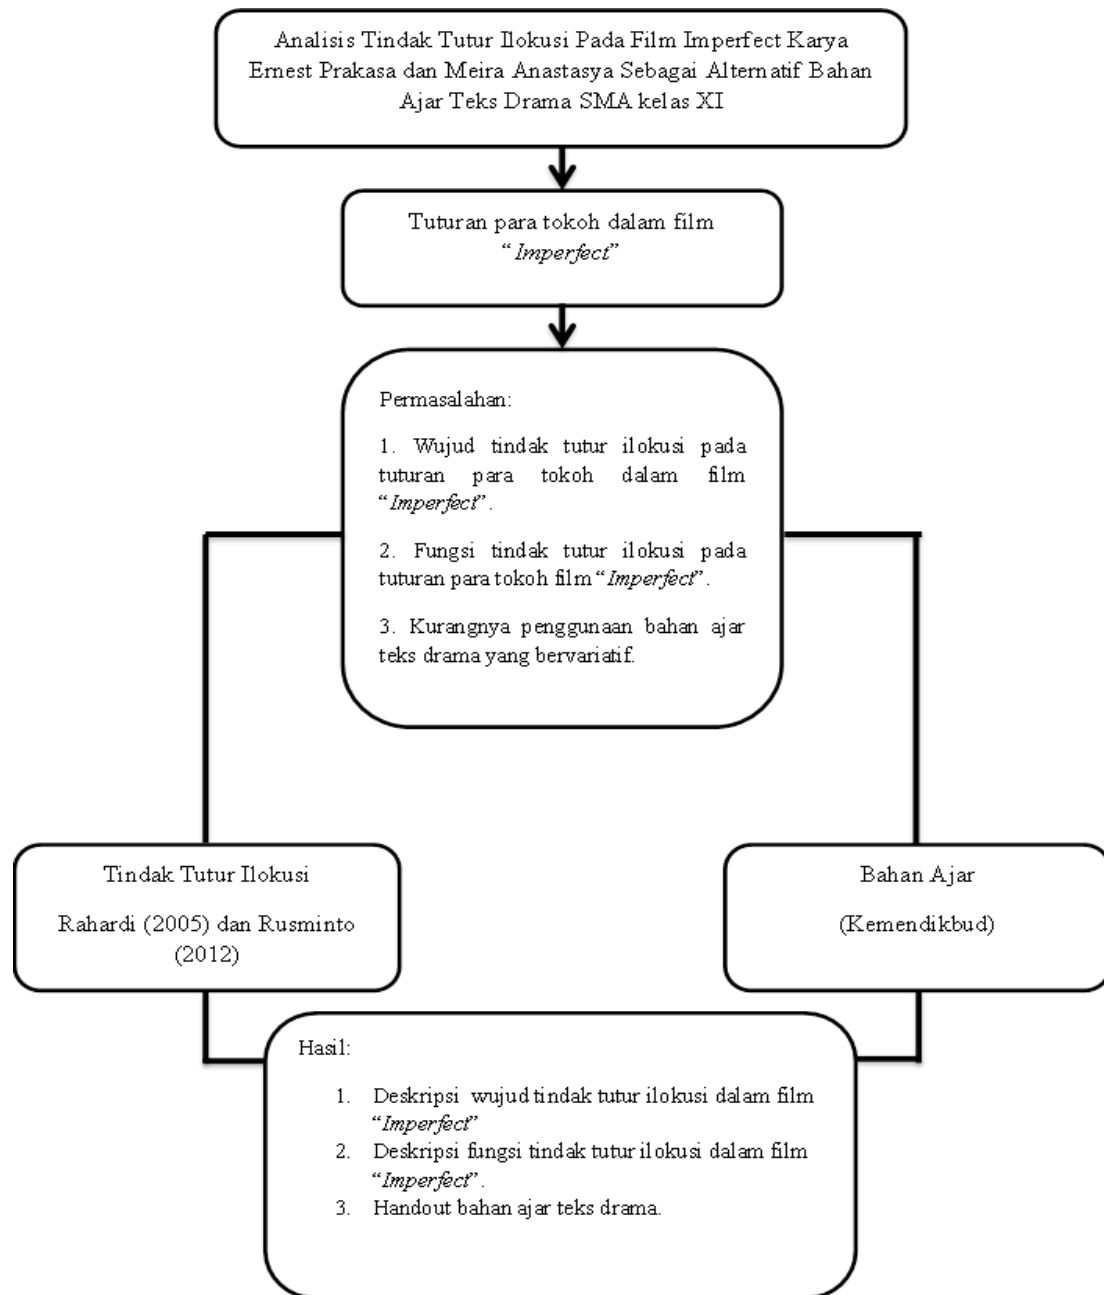 Analisis Tindak Tutur Ilokusi Pada Film Imperfect Karya
Ernest Prakasa dan Meira Anastasya Sebagai Alternatif Bahan
Ajar Teks Drama SMA kelas XI
Tuturan para tokoh dalam film
“Imperfect”
Permasalahan:
1. Wujud tindak tutur ilokusi pada
tuturan para tokoh dalam film
“Imperfect”.
2. Fungsi tindak tutur ilokusi pada
tuturan para tokoh film “Imperfect”.
3. Kurangnya penggunaan bahan ajar
teks drama yang bervariatif.
Tindak Tutur Ilokusi
Rahardi (2005) dan Rusminto
(2012)
Bahan Ajar
(Kemendikbud)
Hasil:
1. Deskripsi wujud tindak tutur ilokusi dalam film
“Imperfect”
2. Deskripsi fungsi tindak tutur ilokusi dalam film
“Imperfect”.
3. Handout bahan ajar teks drama.